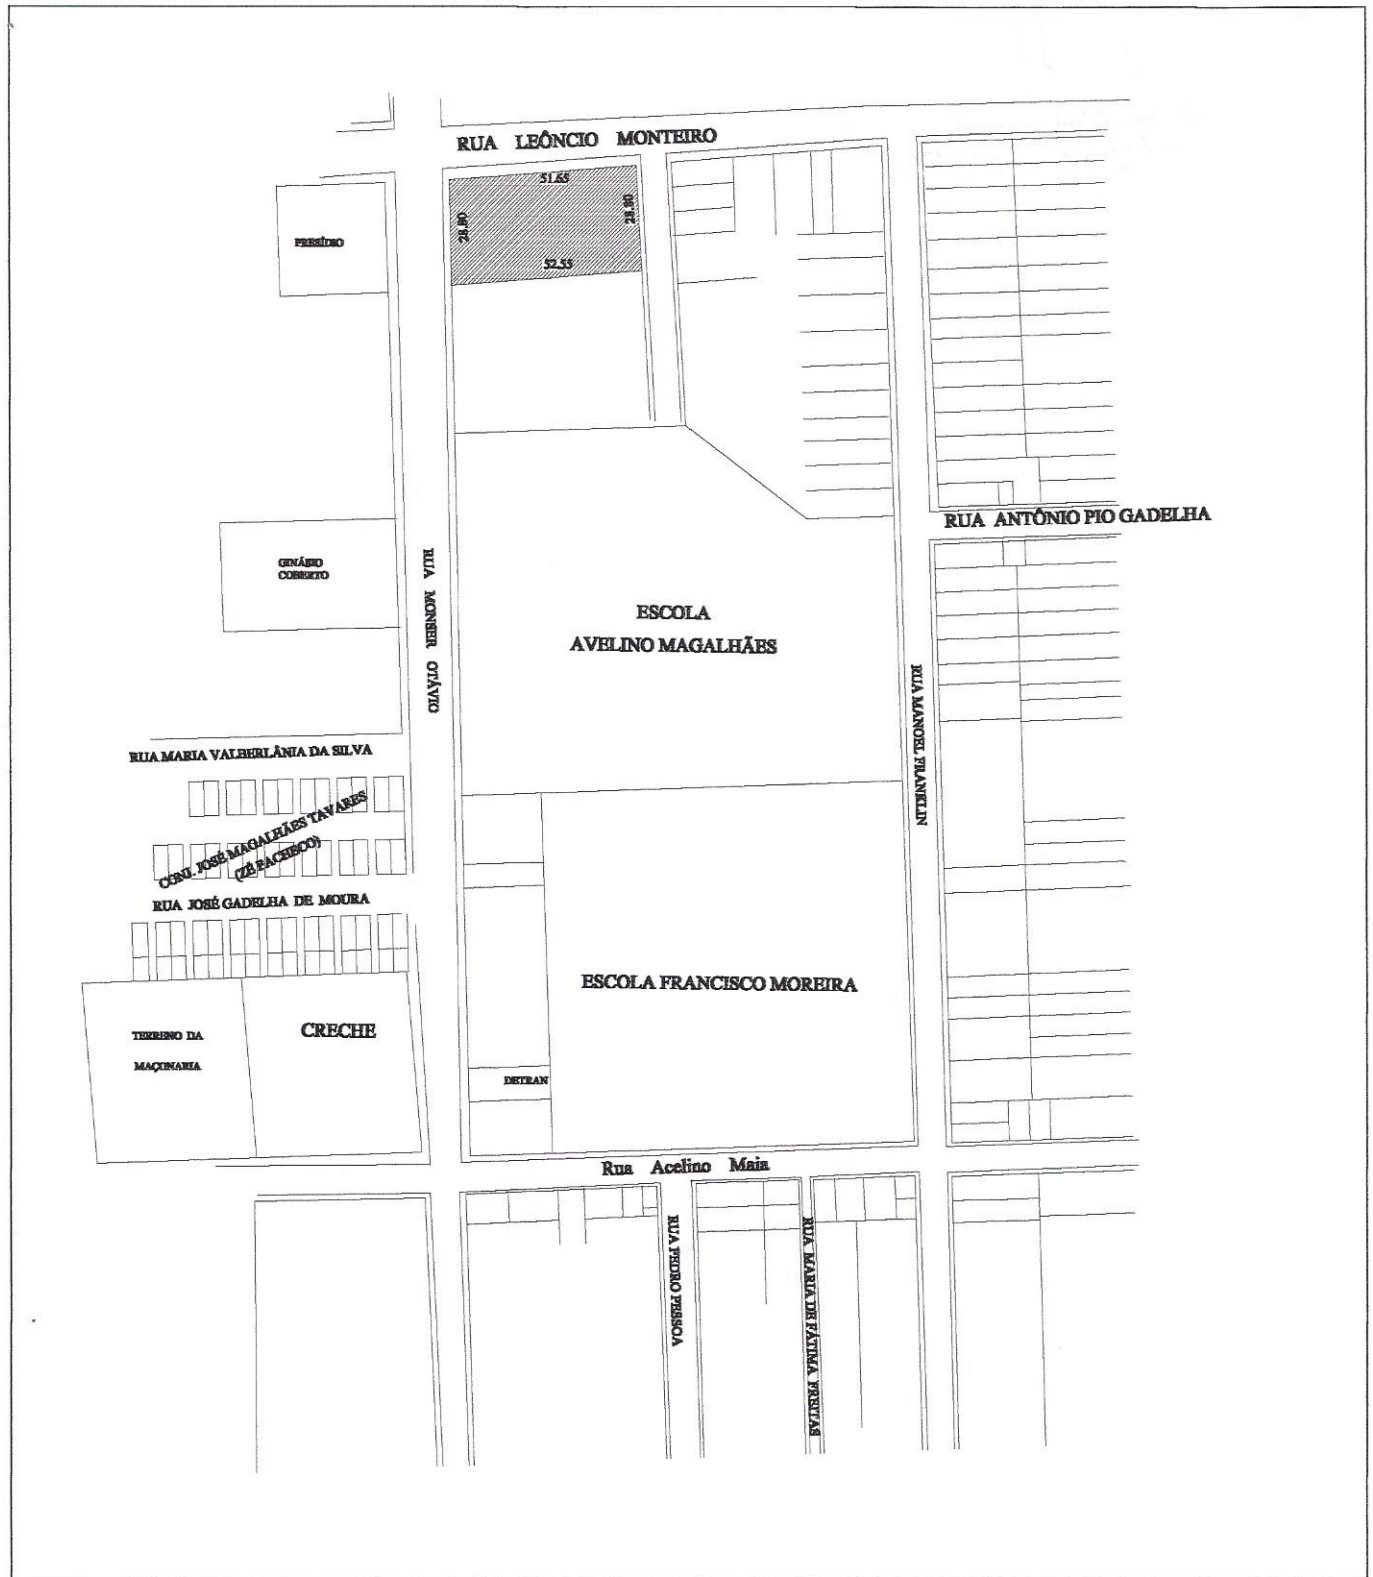 RUA LEÔNCIO MONTEIRO
51.65
28.80
28.80
52.55
PRESÍDIO
RUA ANTÔNIO PIO GADELHA
GINÁSIO
COBERTO
RUA MONSER OTÁVIO
ESCOLA
AVELINO MAGALHÃES
RUA MANOEL FRANKLIN
RUA MARIA VALBERLÂNIA DA SILVA
CONJ. JOSÉ MAGALHÃES TAVARES
(ZÉ PACHECO)
RUA JOSÉ GADELHA DE MOURA
ESCOLA FRANCISCO MOREIRA
CRECHE
TERRENO DA
MAÇONARIA
DETRAN
Rua Acelino Maia
RUA PEDRO PESSOA
RUA MARIA DE FÁTIMA FREITAS